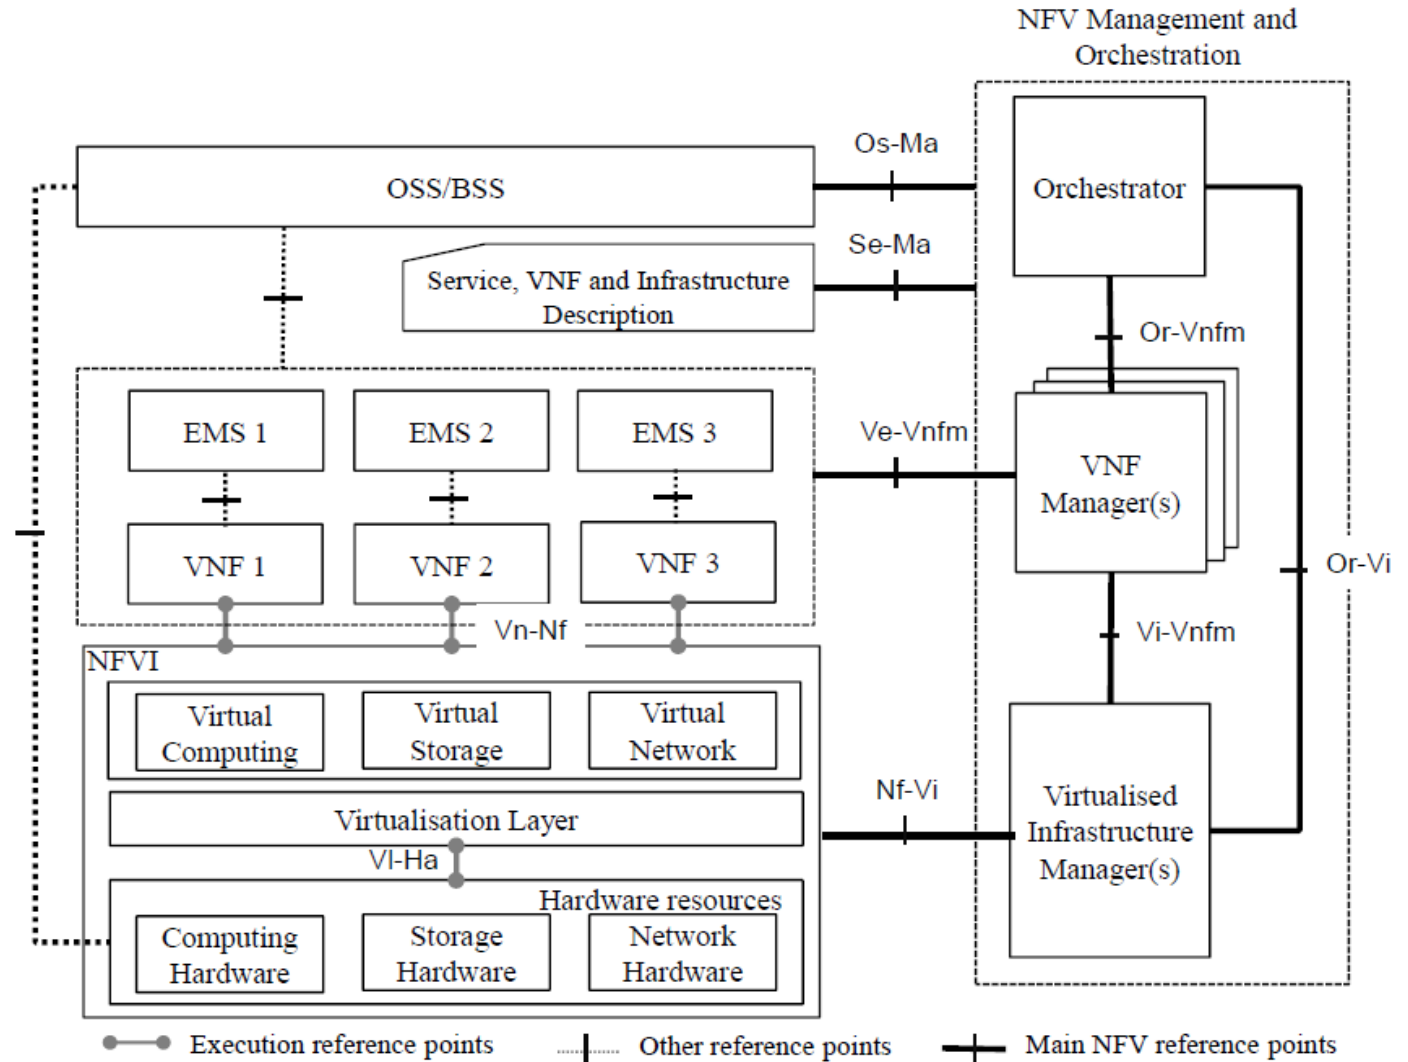 NFV Management and
Orchestration
Os-Ma
OSS/BSS
Orchestrator
Se-Ma
Service, VNF and Infrastructure
Description
Or-Vnfm
EMS 1
EMS 2
EMS 3
Ve-Vnfm
VNF
Manager(s)
VNF 1
VNF 2
VNF 3
Or-Vi
Vn-Nf
Vi-Vnfm
NFVI
Virtual
Computing
Virtual
Storage
Virtual
Network
Nf-Vi
Virtualised
Infrastructure
Manager(s)
Virtualisation Layer
Vl-Ha
Hardware resources
Computing
Hardware
Storage
Hardware
Network
Hardware
Execution reference points
Other reference points
Main NFV reference points